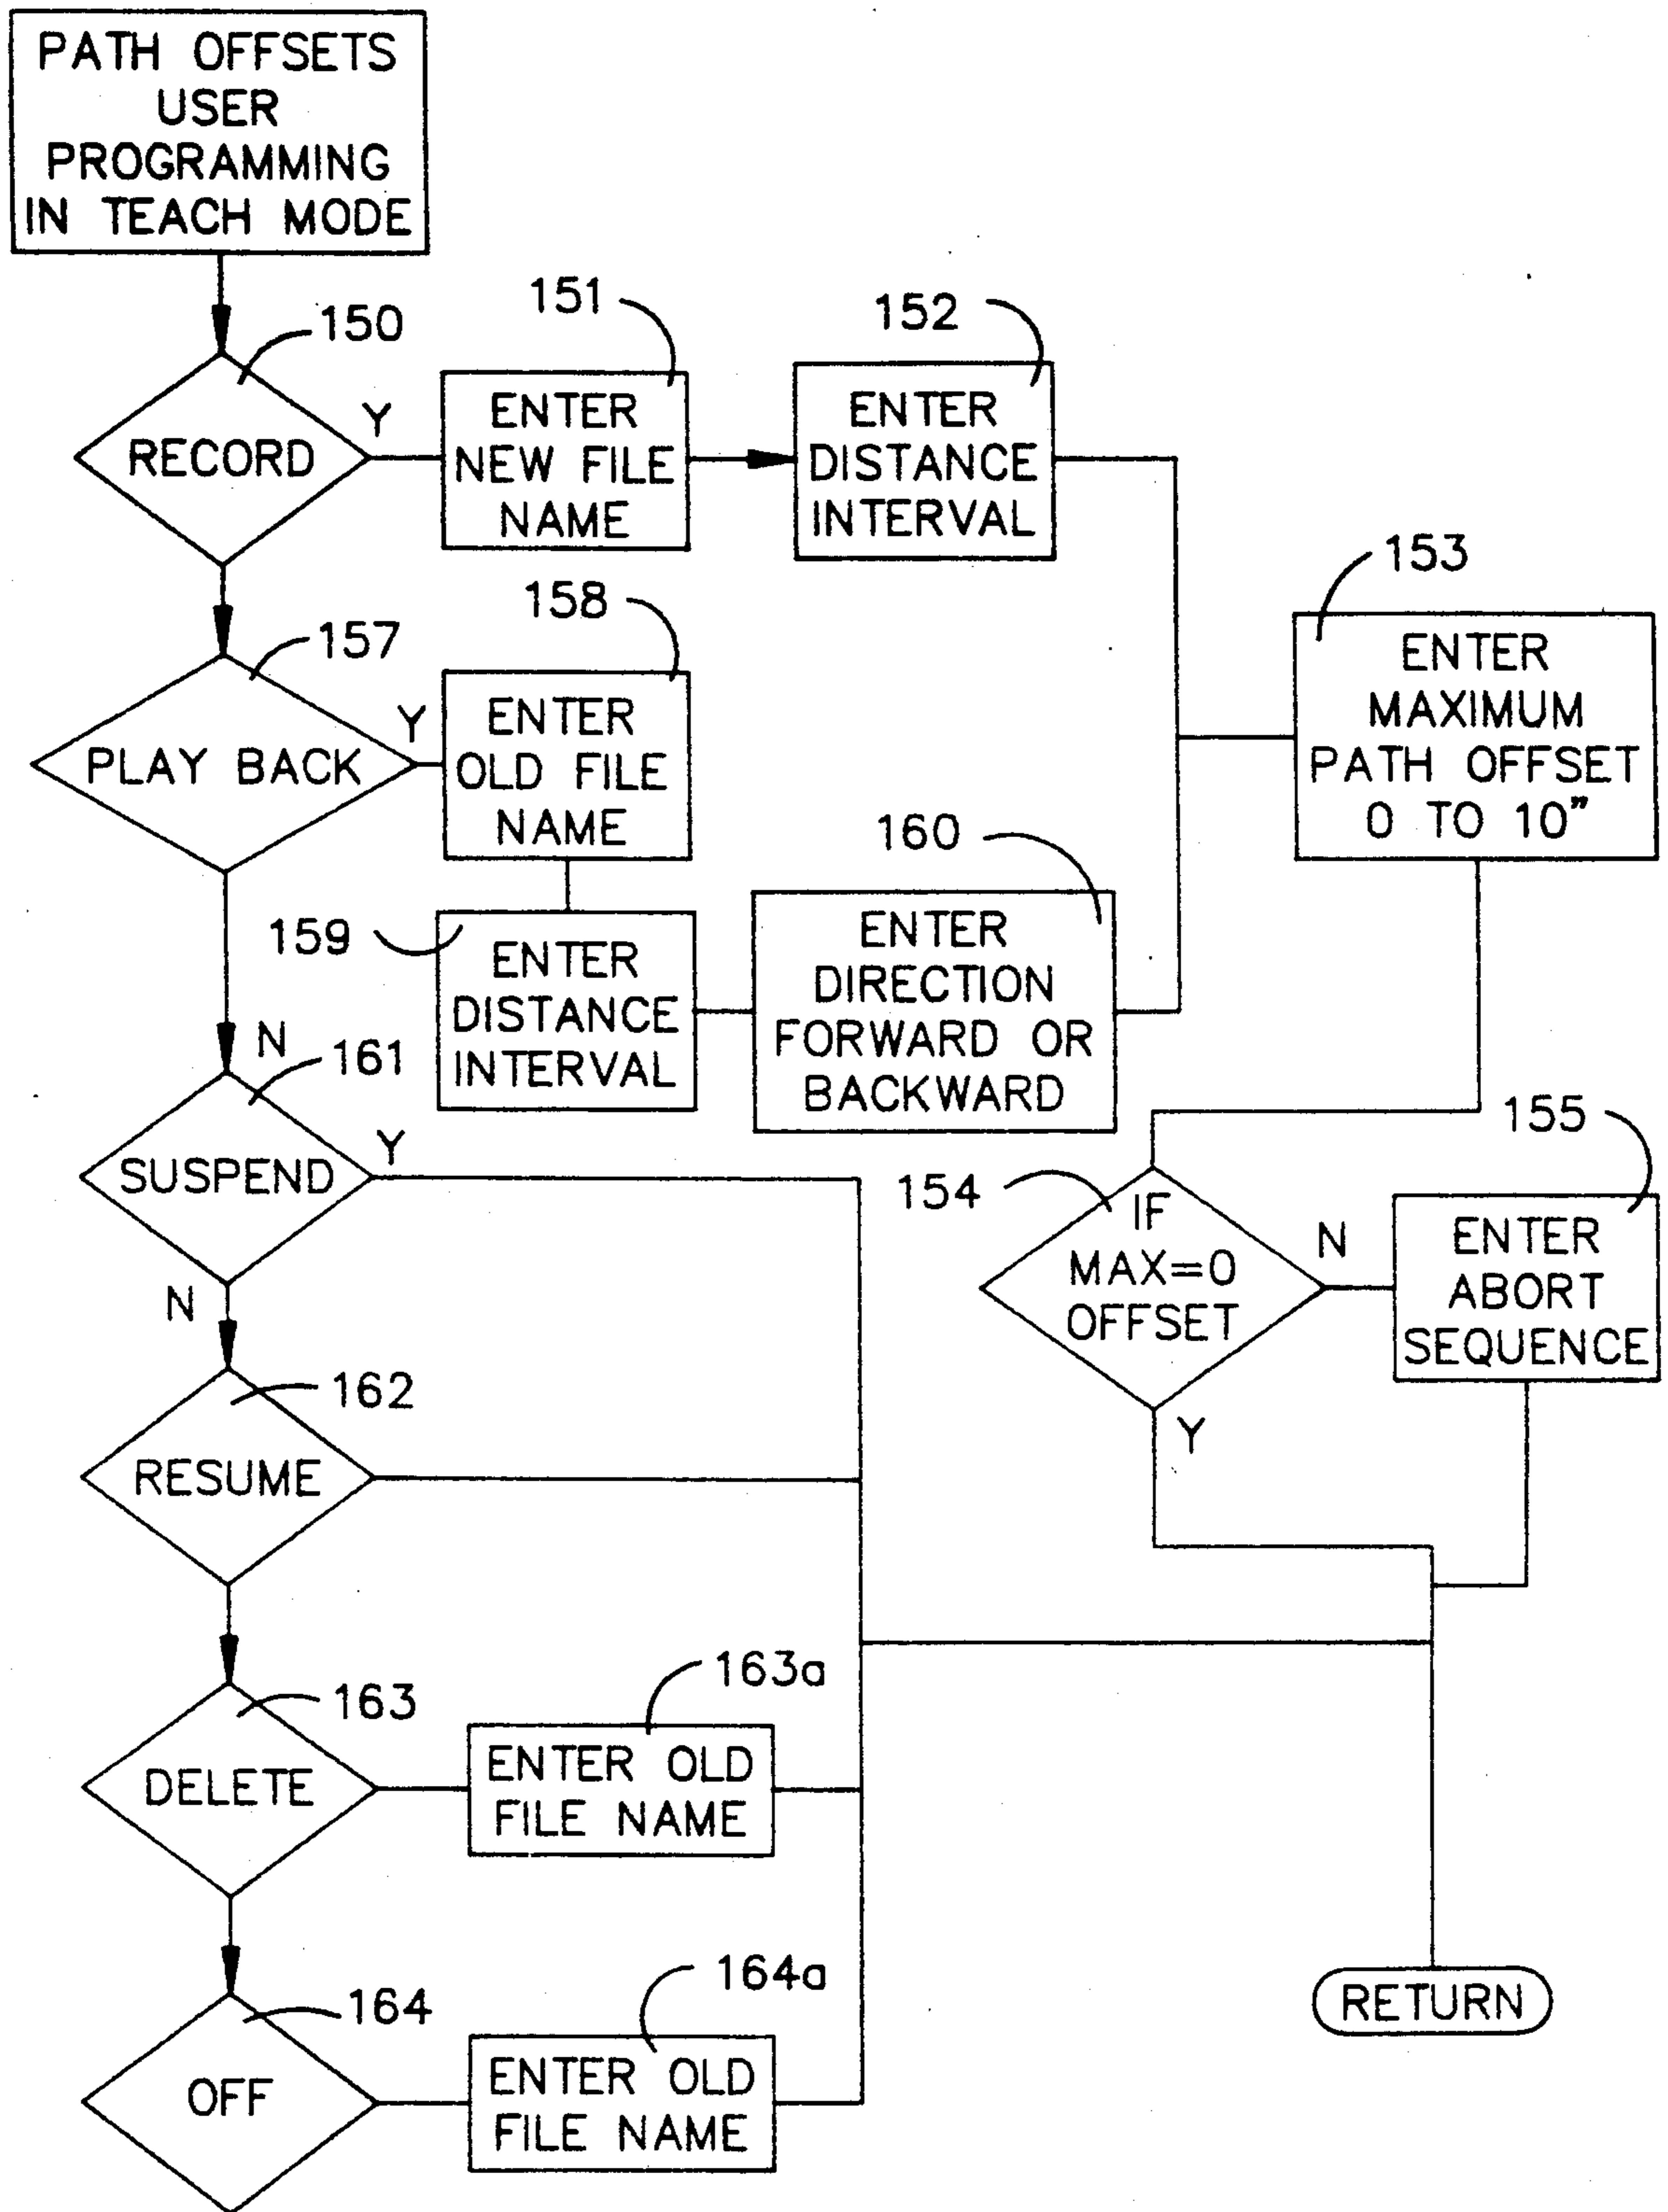 PATH OFFSETS
USER
PROGRAMMING
IN TEACH MODE
150
RECORD
Y
151
ENTER
NEW FILE
NAME
152
ENTER
DISTANCE
INTERVAL
153
ENTER
MAXIMUM
PATH OFFSET
0 TO 10"
157
PLAY BACK
Y
158
ENTER
OLD FILE
NAME
159
ENTER
DISTANCE
INTERVAL
160
ENTER
DIRECTION
FORWARD OR
BACKWARD
N
161
SUSPEND
Y
N
154
IF
MAX=0
OFFSET
N
Y
155
ENTER
ABORT
SEQUENCE
162
RESUME
163
DELETE
163a
ENTER OLD
FILE NAME
164
OFF
164a
ENTER OLD
FILE NAME
RETURN